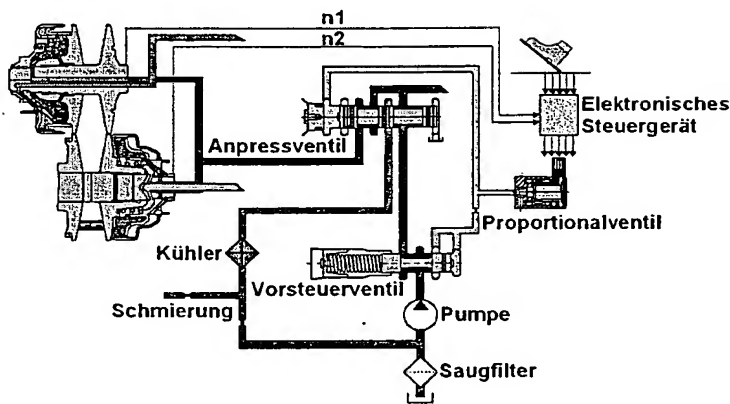 n1
n2
Elektronisches
Steuergerät
Anpressventil
Proportionalventil
Kühler
Vorsteuerventil
Schmierung
Pumpe
Saugfilter